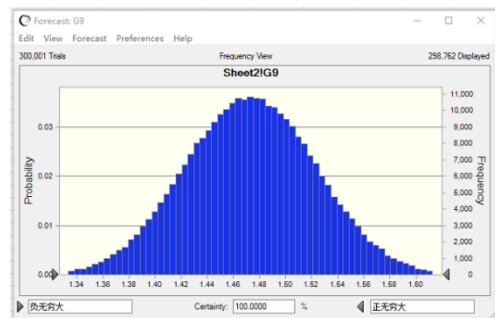 Forecast: G9
Edit View Forecast Preferences Help
300,001 Trials Frequency View 298,762 Displayed
Sheet2!G9
Probability
0.03
0.02
0.01
0.00
11,000
10,000
9,000
8,000
7,000
6,000
5,000
4,000
3,000
2,000
1,000
0
Frequency
1.34 1.36 1.38 1.40 1.42 1.44 1.46 1.48 1.50 1.52 1.54 1.56 1.58 1.60
负无穷大 Certainty: 100.0000 % 正无穷大